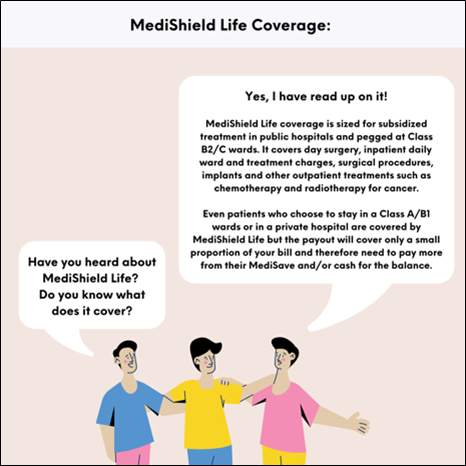 MediShield Life Coverage:
Have you heard about
MediShield Life?
Do you know what
does it cover?
Yes, I have read up on it!
MediShield Life coverage is sized for subsidized
treatment in public hospitals and pegged at Class
B2/C wards. It covers day surgery, inpatient daily
ward and treatment charges, surgical procedures,
implants and other outpatient treatments such as
chemotherapy and radiotherapy for cancer.
Even patients who choose to stay in a Class A/B1
wards or in a private hospital are covered by
MediShield Life but the payout will cover only a small
proportion of your bill and therefore need to pay more
from their MediSave and/or cash for the balance.